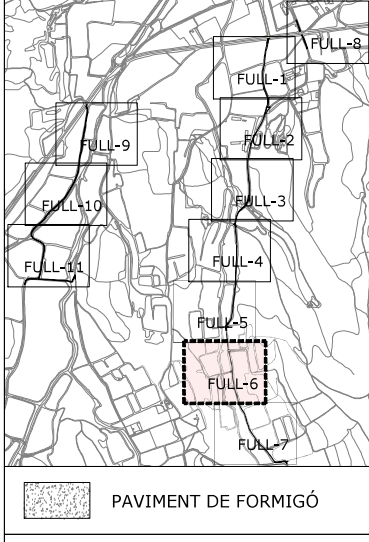 FULL-8
FULL-1
FULL-2
FULL-9
FULL-3
FULL-10
FULL-4
FULL-11
FULL-5
FULL-6
FULL-7
PAVIMENT DE FORMIGÓ